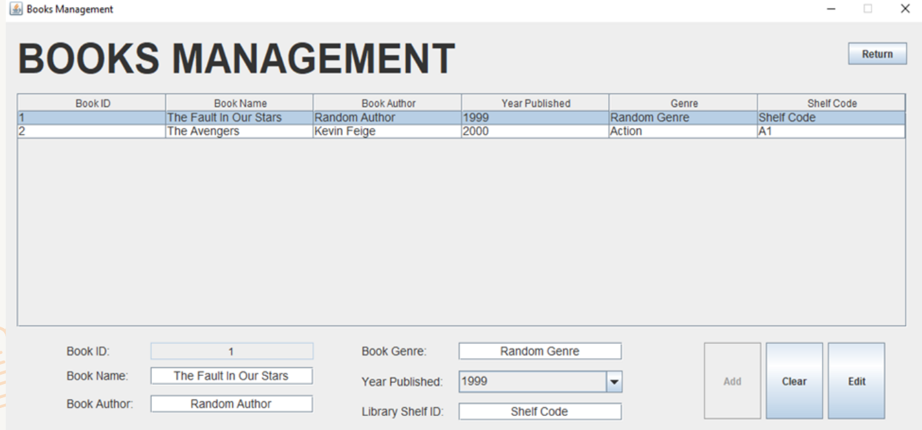 Books Management
BOOKS MANAGEMENT
Return
Book ID Book Name Book Author Year Published Genre Shelf Code
1 The Fault In Our Stars Random Author 1999 Random Genre Shelf Code
2 The Avengers Kevin Feige 2000 Action A1
Book ID: 1 Book Genre: Random Genre
Book Name: The Fault In Our Stars Year Published: 1999 Add Clear Edit
Book Author: Random Author Library Shelf ID: Shelf Code